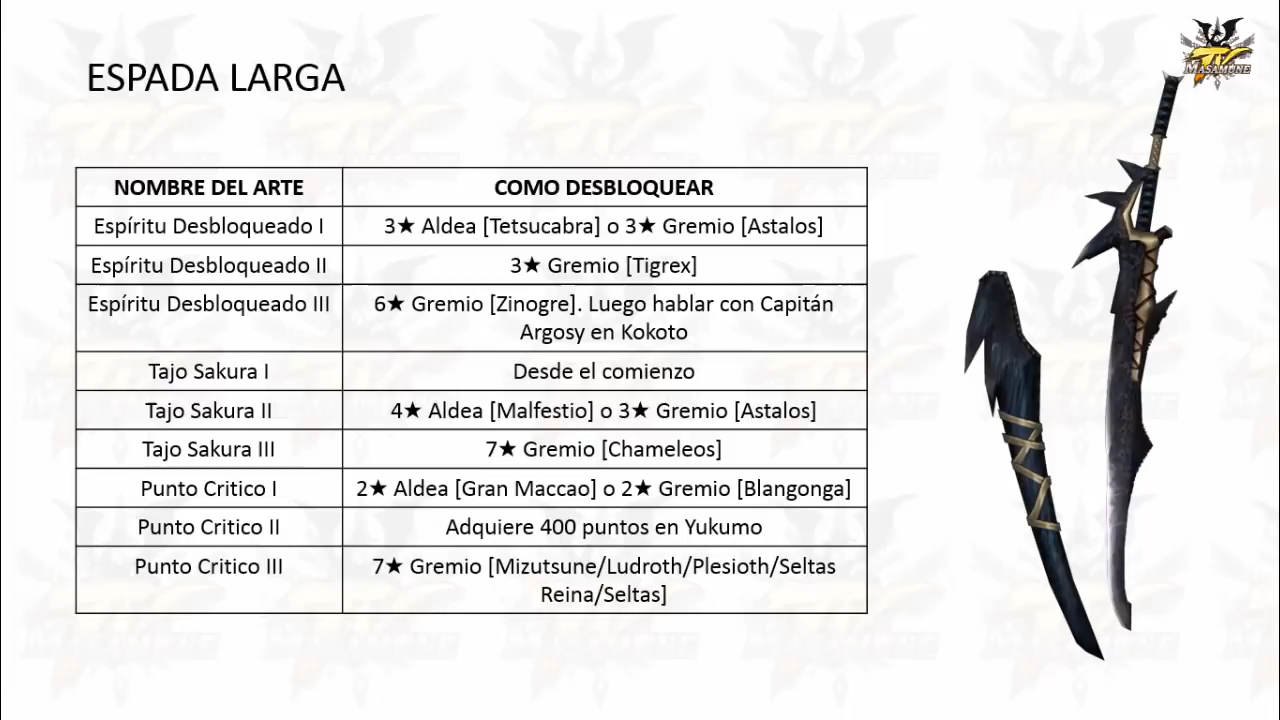 TV
MASAMUNE
ESPADA LARGA
NOMBRE DEL ARTE
COMO DESBLOQUEAR
Espíritu Desbloqueado I
3★ Aldea [Tetsucabra] o 3★ Gremio [Astalos]
Espíritu Desbloqueado II
3★ Gremio [Tigrex]
Espíritu Desbloqueado III
6★ Gremio [Zinogre]. Luego hablar con Capitán
Argosy en Kokoto
Tajo Sakura I
Desde el comienzo
Tajo Sakura II
4★ Aldea [Malfestio] o 3★ Gremio [Astalos]
Tajo Sakura III
7★ Gremio [Chameleos]
Punto Critico I
2★ Aldea [Gran Maccao] o 2★ Gremio [Blangonga]
Punto Critico II
Adquiere 400 puntos en Yukumo
Punto Critico III
7★ Gremio [Mizutsune/Ludroth/Plesioth/Seltas
Reina/Seltas]